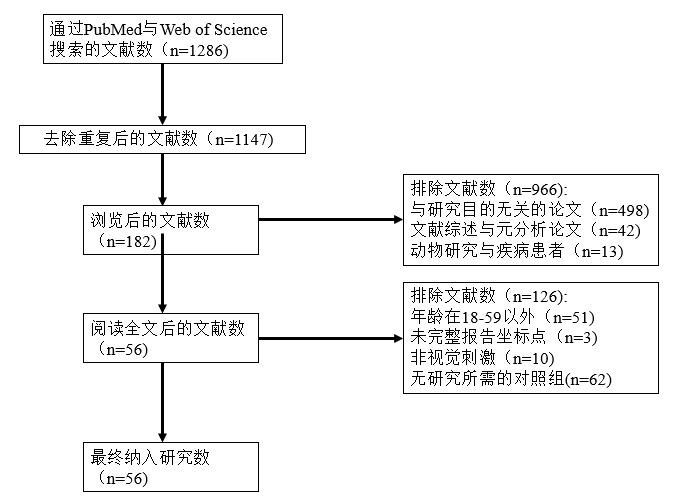 通过PubMed与Web of Science
搜索的文献数（n=1286）
去除重复后的文献数（n=1147）
浏览后的文献数
（n=182）
排除文献数（n=966):
与研究目的无关的论文（n=498）
文献综述与元分析论文（n=42）
动物研究与疾病患者（n=13）
阅读全文后的文献数
（n=56）
排除文献数（n=126):
年龄在18-59以外（n=51）
未完整报告坐标点（n=3）
非视觉刺激（n=10）
无研究所需的对照组(n=62）
最终纳入研究数
（n=56）